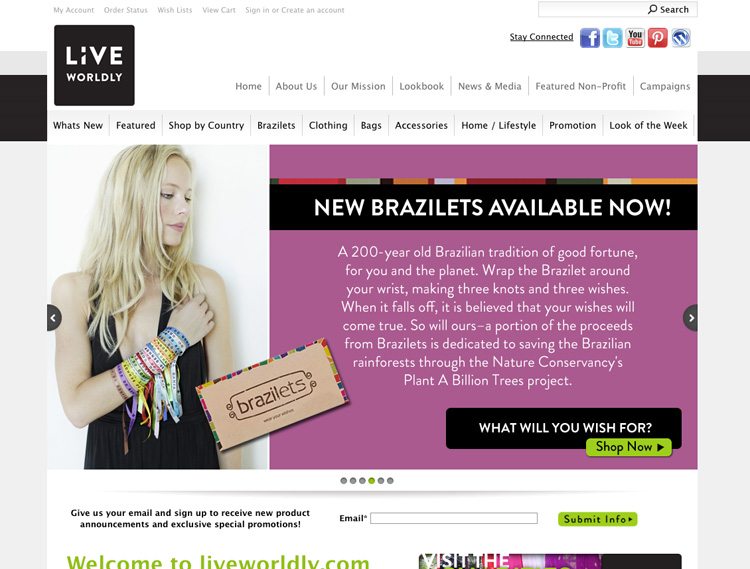 My Account Order Status Wish Lists View Cart Sign in or Create an account
Search
LIVE
WORLDLY
Stay Connected
You
Tube
Home About Us Our Mission Lookbook News & Media Featured Non-Profit Campaigns
Whats New Featured Shop by Country Brazilets Clothing Bags Accessories Home / Lifestyle Promotion Look of the Week
NEW BRAZILETS AVAILABLE NOW!
A 200-year old Brazilian tradition of good fortune,
for you and the planet. Wrap the Brazilet around
your wrist, making three knots and three wishes.
When it falls off, it is believed that your wishes will
come true. So will ours–a portion of the proceeds
from Brazilets is dedicated to saving the Brazilian
rainforests through the Nature Conservancy's
Plant A Billion Trees project.
brazilets
wear your wishes
WHAT WILL YOU WISH FOR?
Shop Now
Give us your email and sign up to receive new product
announcements and exclusive special promotions!
Email*
Submit Info
Welcome to liveworldly.com
VISIT THE